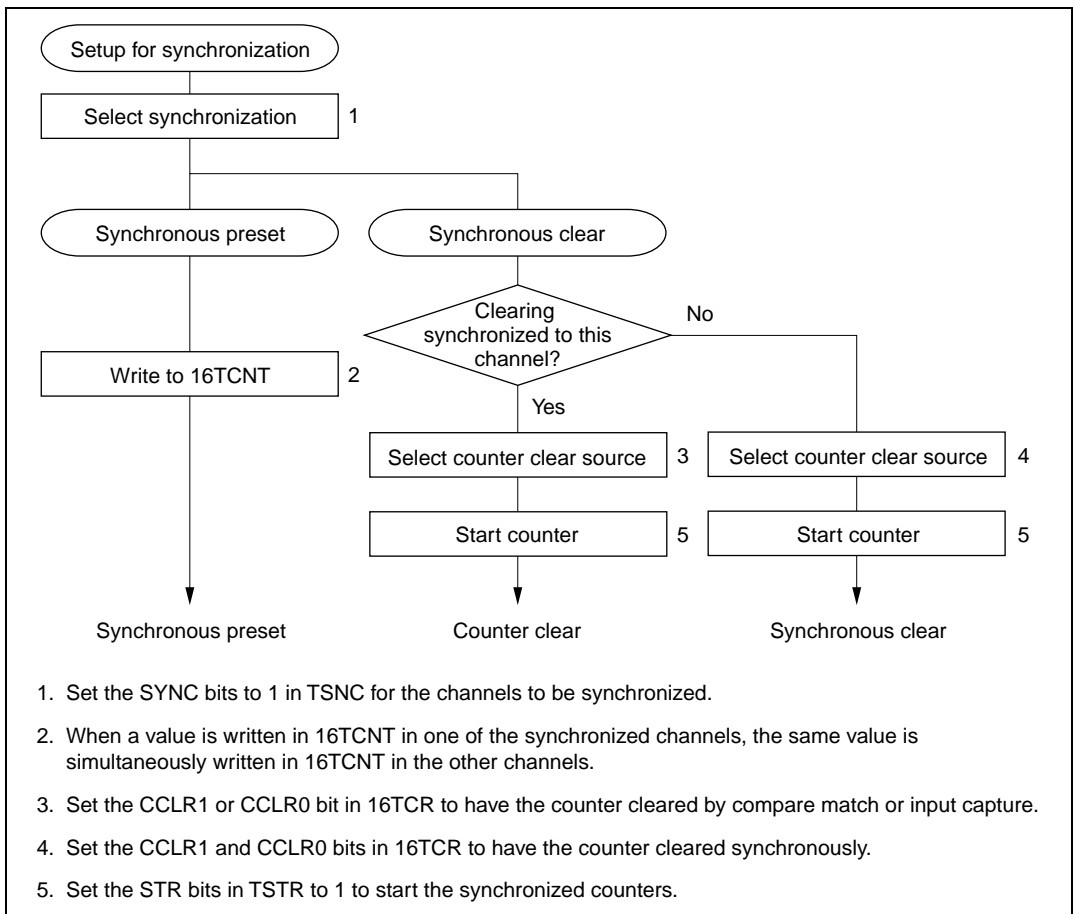 Setup for synchronization
Select synchronization 1
Synchronous preset
Synchronous clear
Clearing
synchronized to this
channel?
No
Write to 16TCNT 2
Yes
Select counter clear source 3
Select counter clear source 4
Start counter 5
Start counter 5
Synchronous preset
Counter clear
Synchronous clear
1. Set the SYNC bits to 1 in TSNC for the channels to be synchronized.
2. When a value is written in 16TCNT in one of the synchronized channels, the same value is
simultaneously written in 16TCNT in the other channels.
3. Set the CCLR1 or CCLR0 bit in 16TCR to have the counter cleared by compare match or input capture.
4. Set the CCLR1 and CCLR0 bits in 16TCR to have the counter cleared synchronously.
5. Set the STR bits in TSTR to 1 to start the synchronized counters.